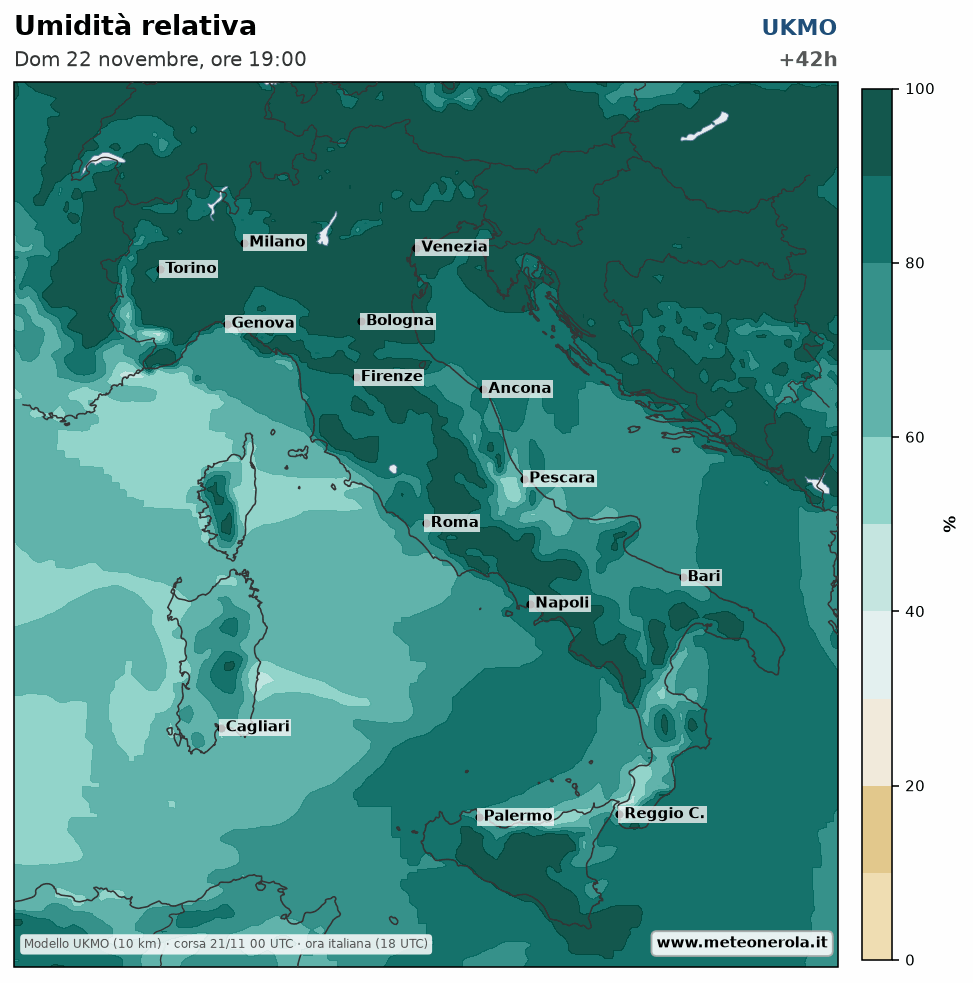 Umidità relativa
UKMO
Dom 22 novembre, ore 19:00
+42h
100
80
60
%
40
20
0
Milano
Venezia
Torino
Genova
Bologna
Firenze
Ancona
Pescara
Roma
Bari
Napoli
Cagliari
Palermo
Reggio C.
Modello UKMO (10 km) · corsa 21/11 00 UTC · ora italiana (18 UTC)
www.meteonerola.it